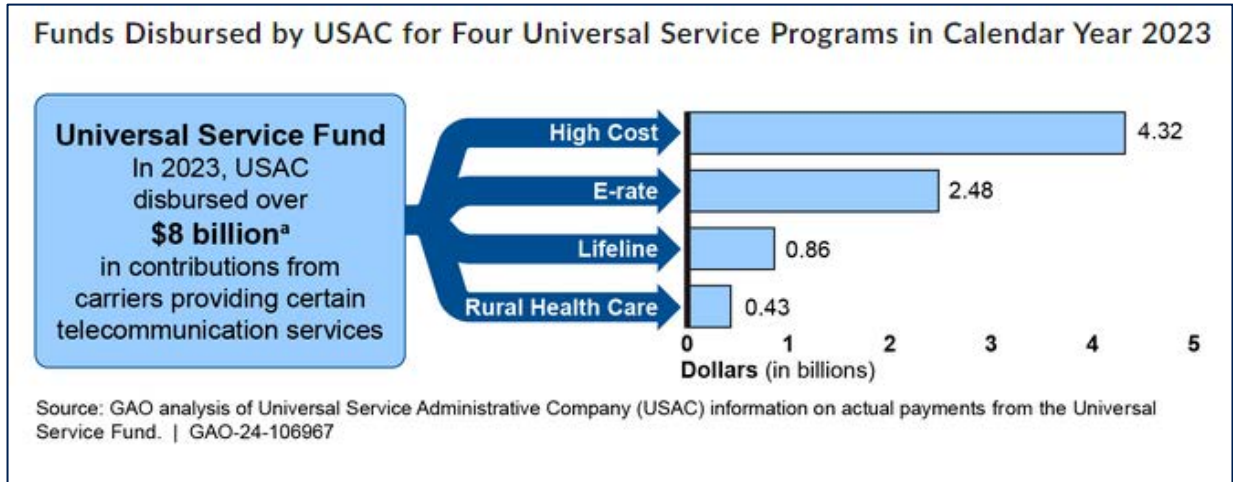 Funds Disbursed by USAC for Four Universal Service Programs in Calendar Year 2023
Universal Service Fund
In 2023, USAC
disbursed over
$8 billionᵃ
in contributions from
carriers providing certain
telecommunication services
High Cost
4.32
E-rate
2.48
Lifeline
0.86
Rural Health Care
0.43
0 1 2 3 4 5
Dollars (in billions)
Source: GAO analysis of Universal Service Administrative Company (USAC) information on actual payments from the Universal
Service Fund. | GAO-24-106967